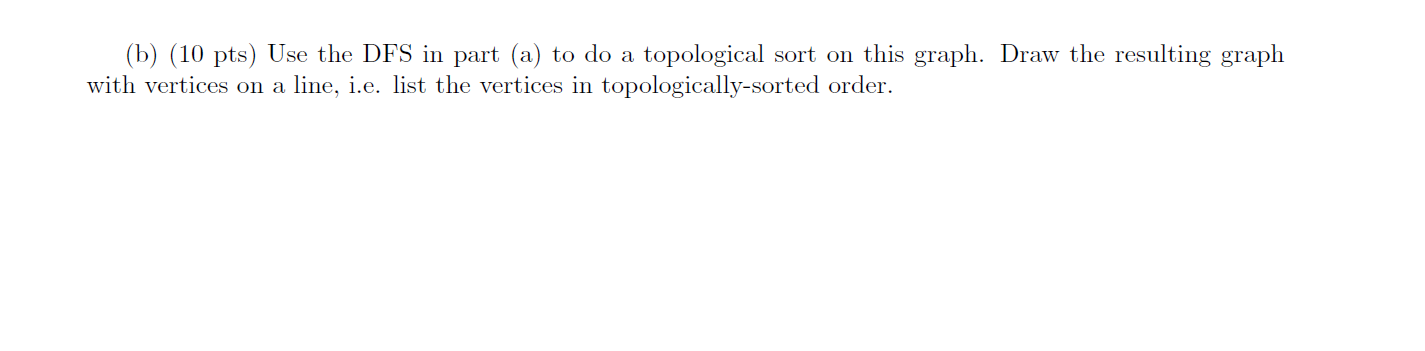 (b) (10 pts) Use the DFS in part (a) to do a topological sort on this graph. Draw the resulting graph
with vertices on a line, i.e. list the vertices in topologically-sorted order.